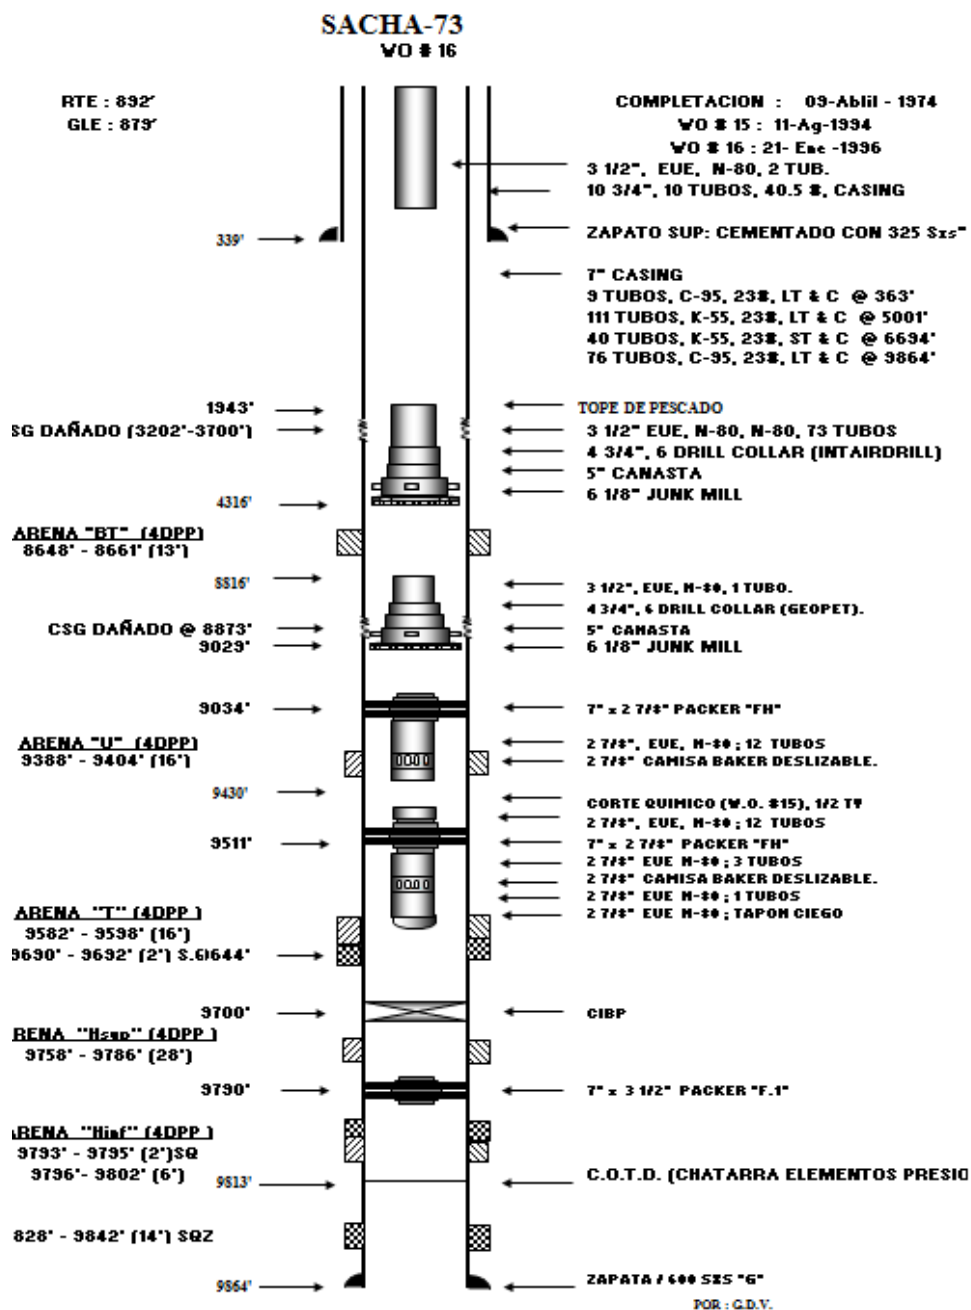 SACHA-73
WO # 16
RTE : 892'
GLE : 879'
COMPLETACION : 09-Abiil - 1974
WO # 15 : 11-Ag-1994
WO # 16 : 21- Ene -1996
3 1/2", EUE, N-80, 2 TUB.
10 3/4", 10 TUBOS, 40.5 #, CASING
339'
ZAPATO SUP: CEMENTADO CON 325 Sxs"
7" CASING
9 TUBOS, C-95, 23#, LT & C @ 363'
111 TUBOS, K-55, 23#, LT & C @ 5001'
40 TUBOS, K-55, 23#, ST & C @ 6694'
76 TUBOS, C-95, 23#, LT & C @ 9864'
1943'
TOPE DE PESCADO
SG DAÑADO (3202'-3700')
3 1/2" EUE, N-80, N-80, 73 TUBOS
4 3/4", 6 DRILL COLLAR (INTAIRDRILL)
5" CANASTA
6 1/8" JUNK MILL
4316'
ARENA "BT" (4DPP)
8648' - 8661' (13')
8816'
3 1/2", EUE, N-80, 1 TUBO.
4 3/4", 6 DRILL COLLAR (GEOPET).
CSG DAÑADO @ 8873'
5" CANASTA
9029'
6 1/8" JUNK MILL
9034'
7" x 2 7/8" PACKER "FH"
ARENA "U" (4DPP)
9388' - 9404' (16')
2 7/8", EUE, N-80 ; 12 TUBOS
2 7/8" CAMISA BAKER DESLIZABLE.
9430'
CORTE QUIMICO (W.O. #15), 1/2 T#
2 7/8", EUE, N-80 ; 12 TUBOS
9511'
7" x 2 7/8" PACKER "FH"
2 7/8" EUE N-80 ; 3 TUBOS
2 7/8" CAMISA BAKER DESLIZABLE.
2 7/8" EUE N-80 ; 1 TUBOS
2 7/8" EUE N-80 ; TAPON CIEGO
ARENA "T" (4DPP )
9582' - 9598' (16')
9690' - 9692' (2') 9644'
9700'
CIBP
RENA "Hsup" (4DPP )
9758' - 9786' (28')
9790'
7" x 3 1/2" PACKER "F.1"
ARENA "Hinf" (4DPP )
9793' - 9795' (2')SQ
9796'- 9802' (6')
9813'
C.O.T.D. (CHATARRA ELEMENTOS PRESIO
828' - 9842' (14') SQZ
9864'
ZAPATA / 600 SXS "G"
POR : G.D.V.